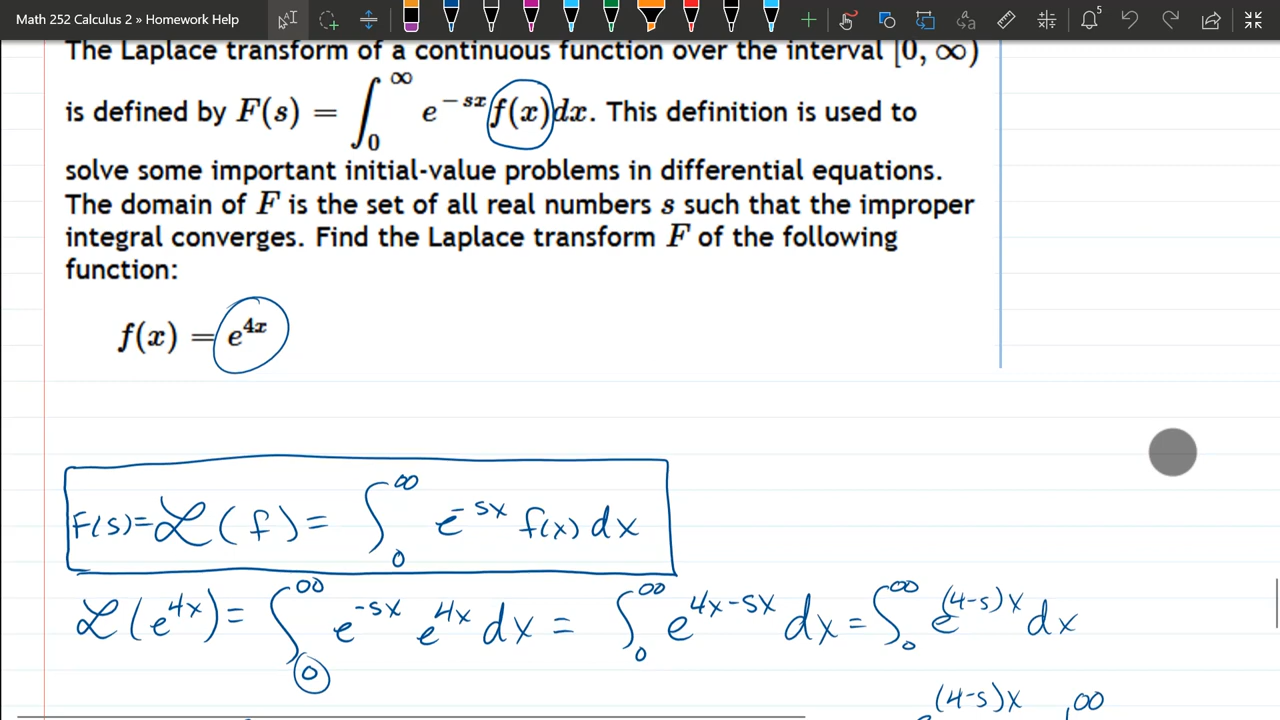 Math 252 Calculus 2 » Homework Help
5
The Laplace transform of a continuous function over the interval [0, ∞)
is defined by F(s) = ∫₀^∞ e^{−sx} f(x)dx. This definition is used to
solve some important initial-value problems in differential equations.
The domain of F is the set of all real numbers s such that the improper
integral converges. Find the Laplace transform F of the following
function:
f(x) = e^{4x}
F(s) = ℒ(f) = ∫₀^∞ e^{-sx} f(x) dx
ℒ(e^{4x}) = ∫₀^∞ e^{-sx} e^{4x} dx = ∫₀^∞ e^{4x-sx} dx = ∫₀^∞ e^{(4-s)x} dx
(4-s)x ∞